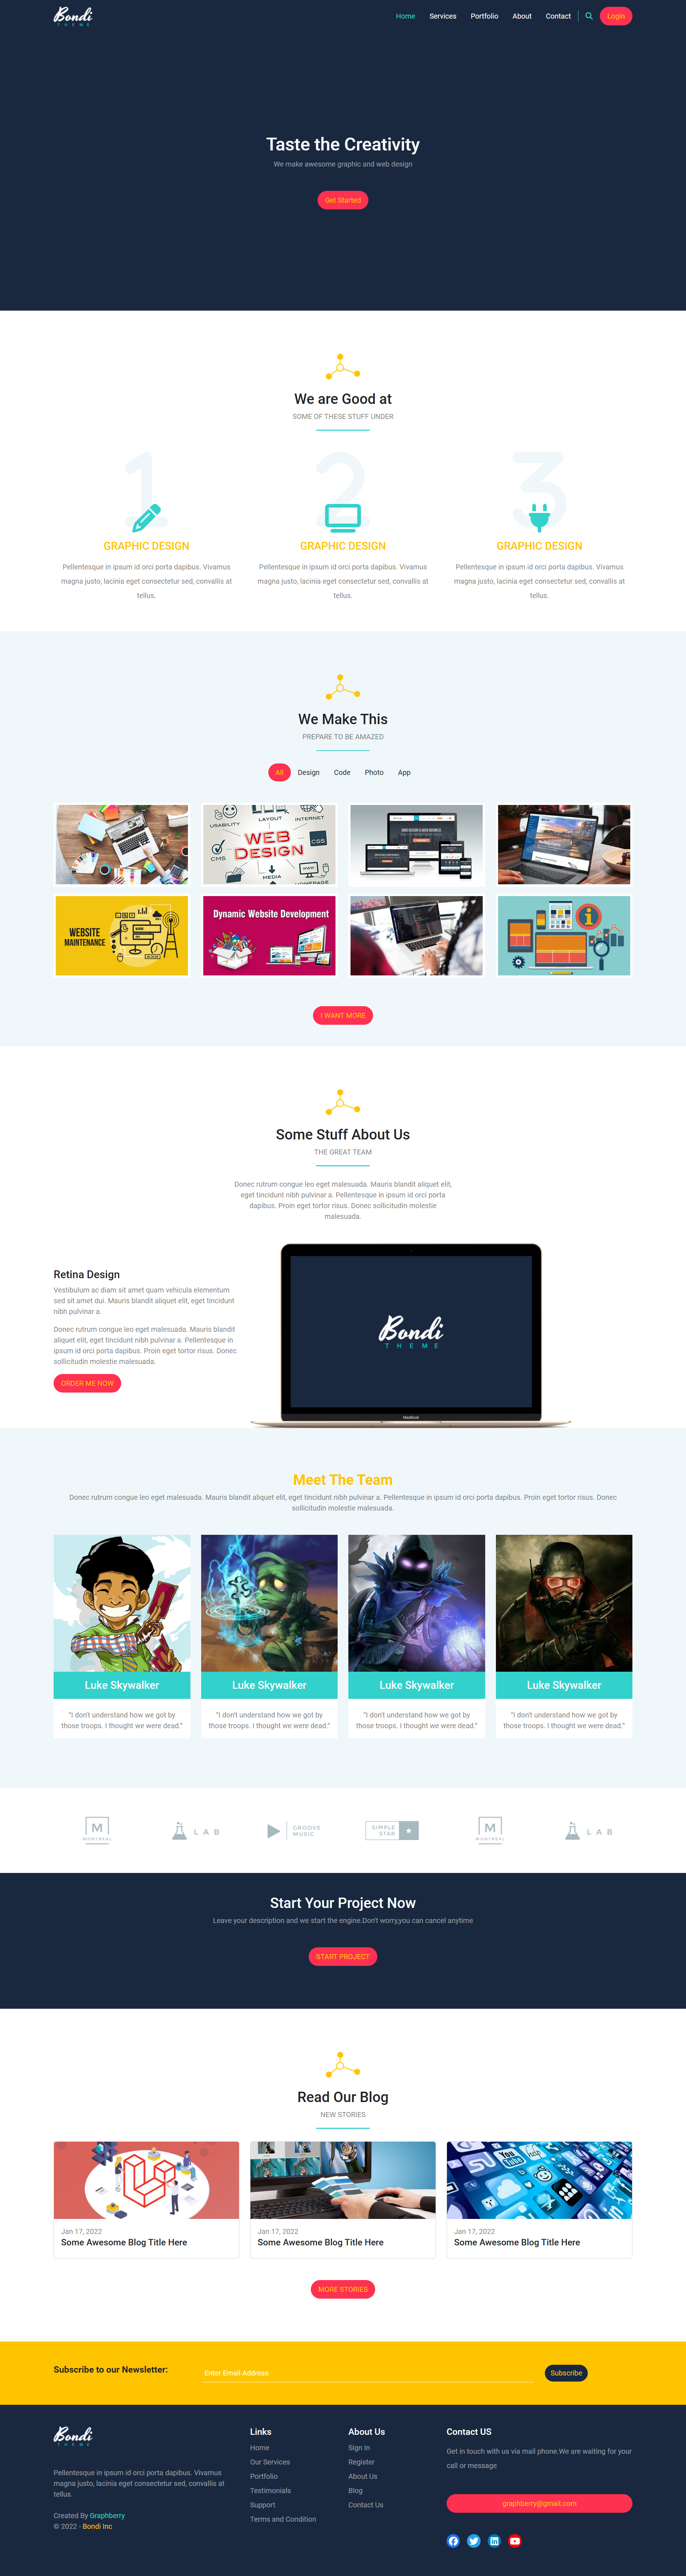 Bondi
THEME
Home Services Portfolio About Contact Login
Taste the Creativity
We make awesome graphic and web design
Get Started
We are Good at
SOME OF THESE STUFF UNDER
1 2 3
GRAPHIC DESIGN
Pellentesque in ipsum id orci porta dapibus. Vivamus
magna justo, lacinia eget consectetur sed, convallis at
tellus.
GRAPHIC DESIGN
Pellentesque in ipsum id orci porta dapibus. Vivamus
magna justo, lacinia eget consectetur sed, convallis at
tellus.
GRAPHIC DESIGN
Pellentesque in ipsum id orci porta dapibus. Vivamus
magna justo, lacinia eget consectetur sed, convallis at
tellus.
We Make This
PREPARE TO BE AMAZED
All Design Code Photo App
USABILITY
LAYOUT
INTERNET
WEB
DESIGN
CSS
CMS
MEDIA
HOMEPAGE
WEBSITE
MAINTENANCE
Dynamic Website Development
I WANT MORE
Some Stuff About Us
THE GREAT TEAM
Donec rutrum congue leo eget malesuada. Mauris blandit aliquet elit,
eget tincidunt nibh pulvinar a. Pellentesque in ipsum id orci porta
dapibus. Proin eget tortor risus. Donec sollicitudin molestie
malesuada.
Retina Design
Vestibulum ac diam sit amet quam vehicula elementum
sed sit amet dui. Mauris blandit aliquet elit, eget tincidunt
nibh pulvinar a.
Donec rutrum congue leo eget malesuada. Mauris blandit
aliquet elit, eget tincidunt nibh pulvinar a. Pellentesque in
ipsum id orci porta dapibus. Proin eget tortor risus. Donec
sollicitudin molestie malesuada.
ORDER ME NOW
Bondi
THEME
MacBook
Meet The Team
Donec rutrum congue leo eget malesuada. Mauris blandit aliquet elit, eget tincidunt nibh pulvinar a. Pellentesque in ipsum id orci porta dapibus. Proin eget tortor risus. Donec
sollicitudin molestie malesuada.
Luke Skywalker
"I don't understand how we got by
those troops. I thought we were dead."
Luke Skywalker
"I don't understand how we got by
those troops. I thought we were dead."
Luke Skywalker
"I don't understand how we got by
those troops. I thought we were dead."
Luke Skywalker
"I don't understand how we got by
those troops. I thought we were dead."
M
MONTREAL
LAB
GROOVE
MUSIC
SIMPLE
STAR
M
MONTREAL
LAB
Start Your Project Now
Leave your description and we start the engine.Don't worry,you can cancel anytime
START PROJECT
Read Our Blog
NEW STORIES
You
Tube
Jan 17, 2022
Some Awesome Blog Title Here
Jan 17, 2022
Some Awesome Blog Title Here
Jan 17, 2022
Some Awesome Blog Title Here
MORE STORIES
Subscribe to our Newsletter:
Enter Email Address
Subscribe
Bondi
THEME
Pellentesque in ipsum id orci porta dapibus. Vivamus
magna justo, lacinia eget consectetur sed, convallis at
tellus.
Created By Graphberry
© 2022 - Bondi Inc
Links
Home
Our Services
Portfolio
Testimonials
Support
Terms and Condition
About Us
Sign In
Register
About Us
Blog
Contact Us
Contact US
Get in touch with us via mail phone.We are waiting for your
call or message
graphberry@gmail.com